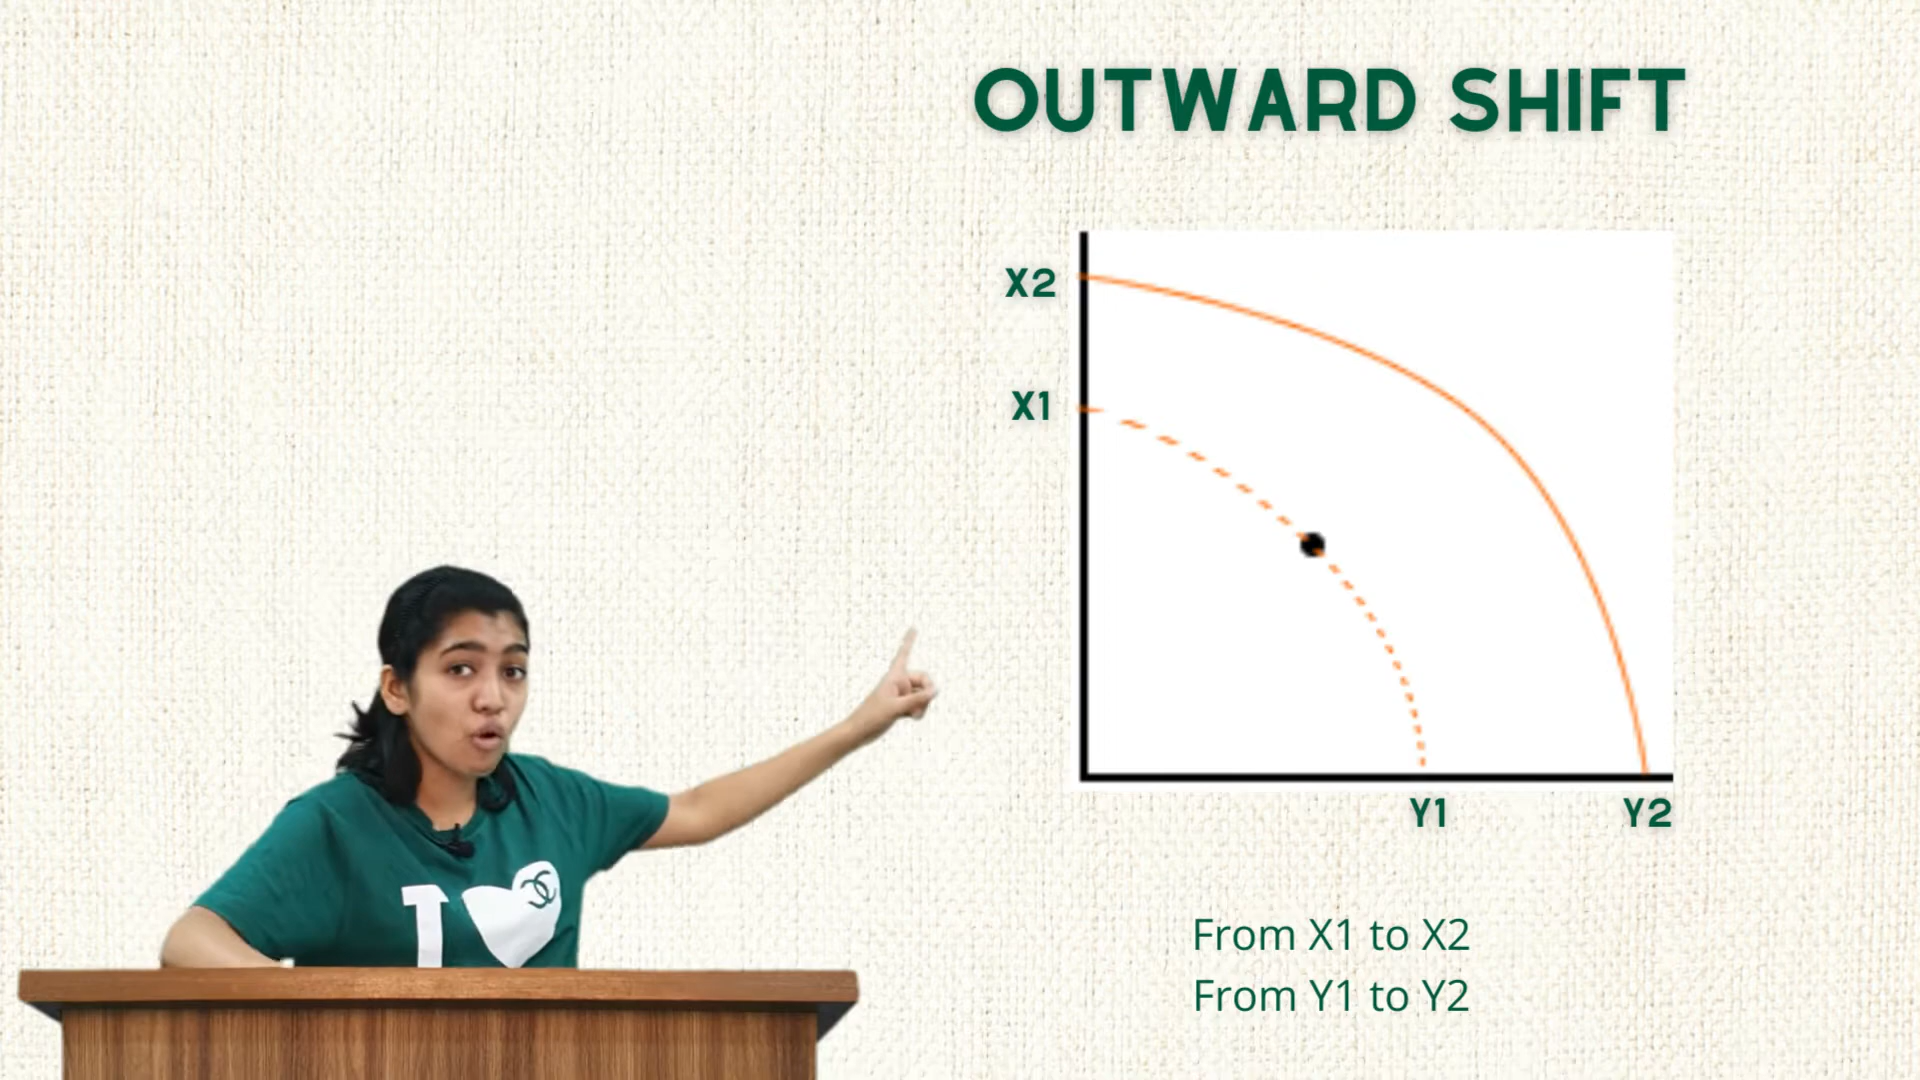 OUTWARD SHIFT
X2
X1
Y1 Y2
From X1 to X2
From Y1 to Y2
I